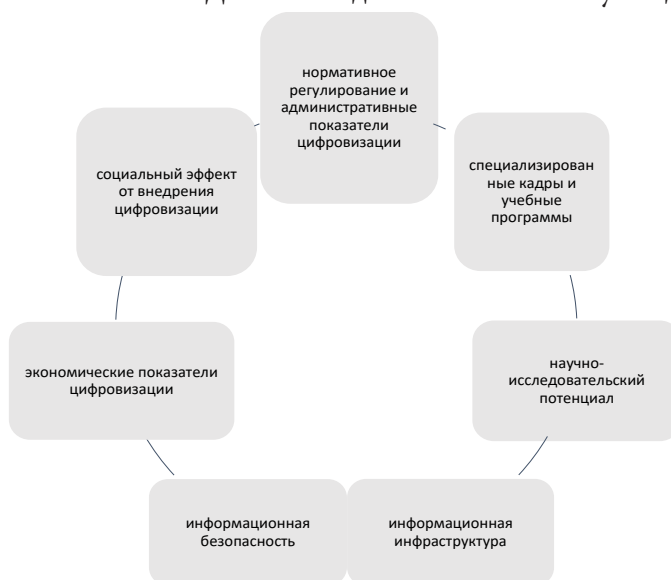 нормативное
регулирование и
административные
показатели
цифровизации
специализирован
ные кадры и
учебные
программы
научно-
исследовательский
потенциал
информационная
инфраструктура
информационная
безопасность
экономические показатели
цифровизации
социальный эффект
от внедрения
цифровизации